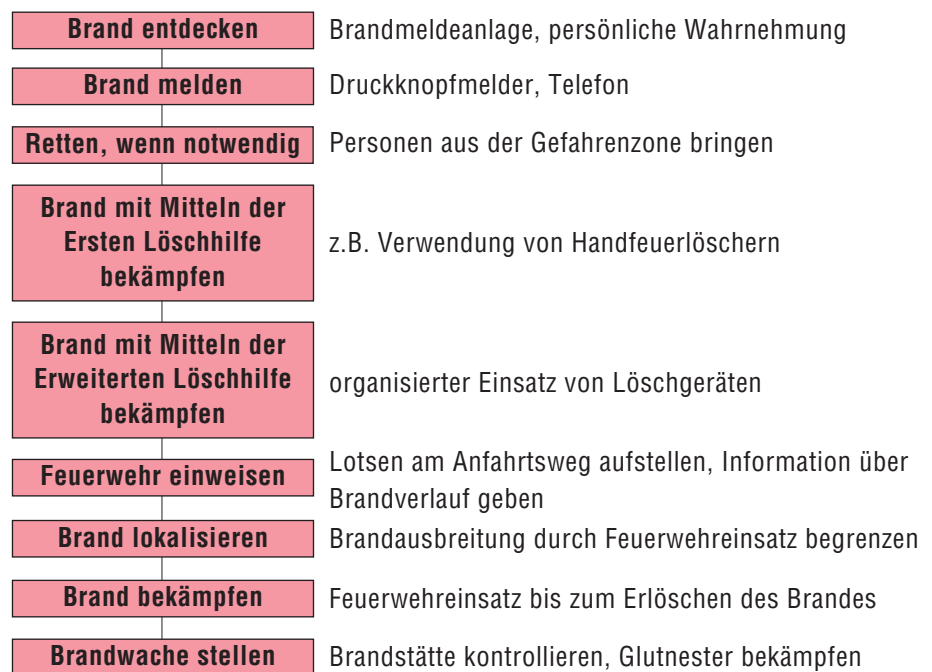 Brand entdecken Brandmeldeanlage, persönliche Wahrnehmung
Brand melden Druckknopfmelder, Telefon
Retten, wenn notwendig Personen aus der Gefahrenzone bringen
Brand mit Mitteln der
Ersten Löschhilfe
bekämpfen
z.B. Verwendung von Handfeuerlöschern
Brand mit Mitteln der
Erweiterten Löschhilfe
bekämpfen
organisierter Einsatz von Löschgeräten
Feuerwehr einweisen
Lotsen am Anfahrtsweg aufstellen, Information über
Brandverlauf geben
Brand lokalisieren Brandausbreitung durch Feuerwehreinsatz begrenzen
Brand bekämpfen Feuerwehreinsatz bis zum Erlöschen des Brandes
Brandwache stellen Brandstätte kontrollieren, Glutnester bekämpfen